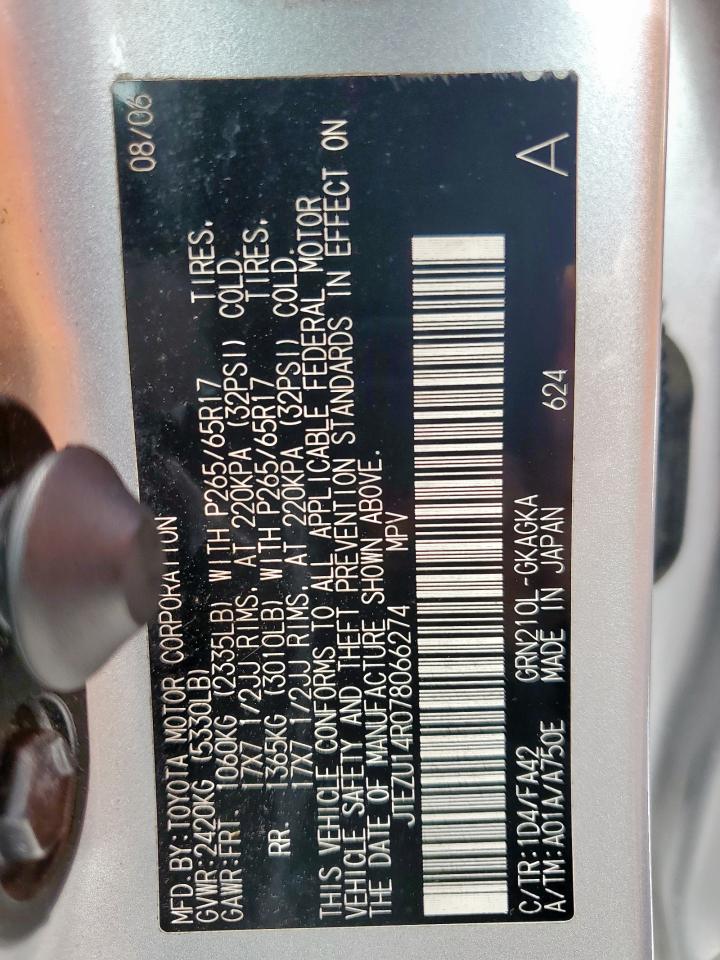 MFD. BY: TOYOTA MOTOR CORPORATION 08/06
GVWR: 2420KG (5330LB)
GAWR: FRT. 1060KG (2335LB) WITH P265/65R17 TIRES,
17X7 1/2JJ RIMS, AT 220KPA (32PSI) COLD.
RR. 1365KG (3010LB) WITH P265/65R17 TIRES,
17X7 1/2JJ RIMS, AT 220KPA (32PSI) COLD.
THIS VEHICLE CONFORMS TO ALL APPLICABLE FEDERAL MOTOR
VEHICLE SAFETY AND THEFT PREVENTION STANDARDS IN EFFECT ON
THE DATE OF MANUFACTURE SHOWN ABOVE.
JTEZU14R078066274 MPV
C/TR: 1D4/FA42 GRN210L-GKAGKA
A/TM: A01A/A750E MADE IN JAPAN 624 A